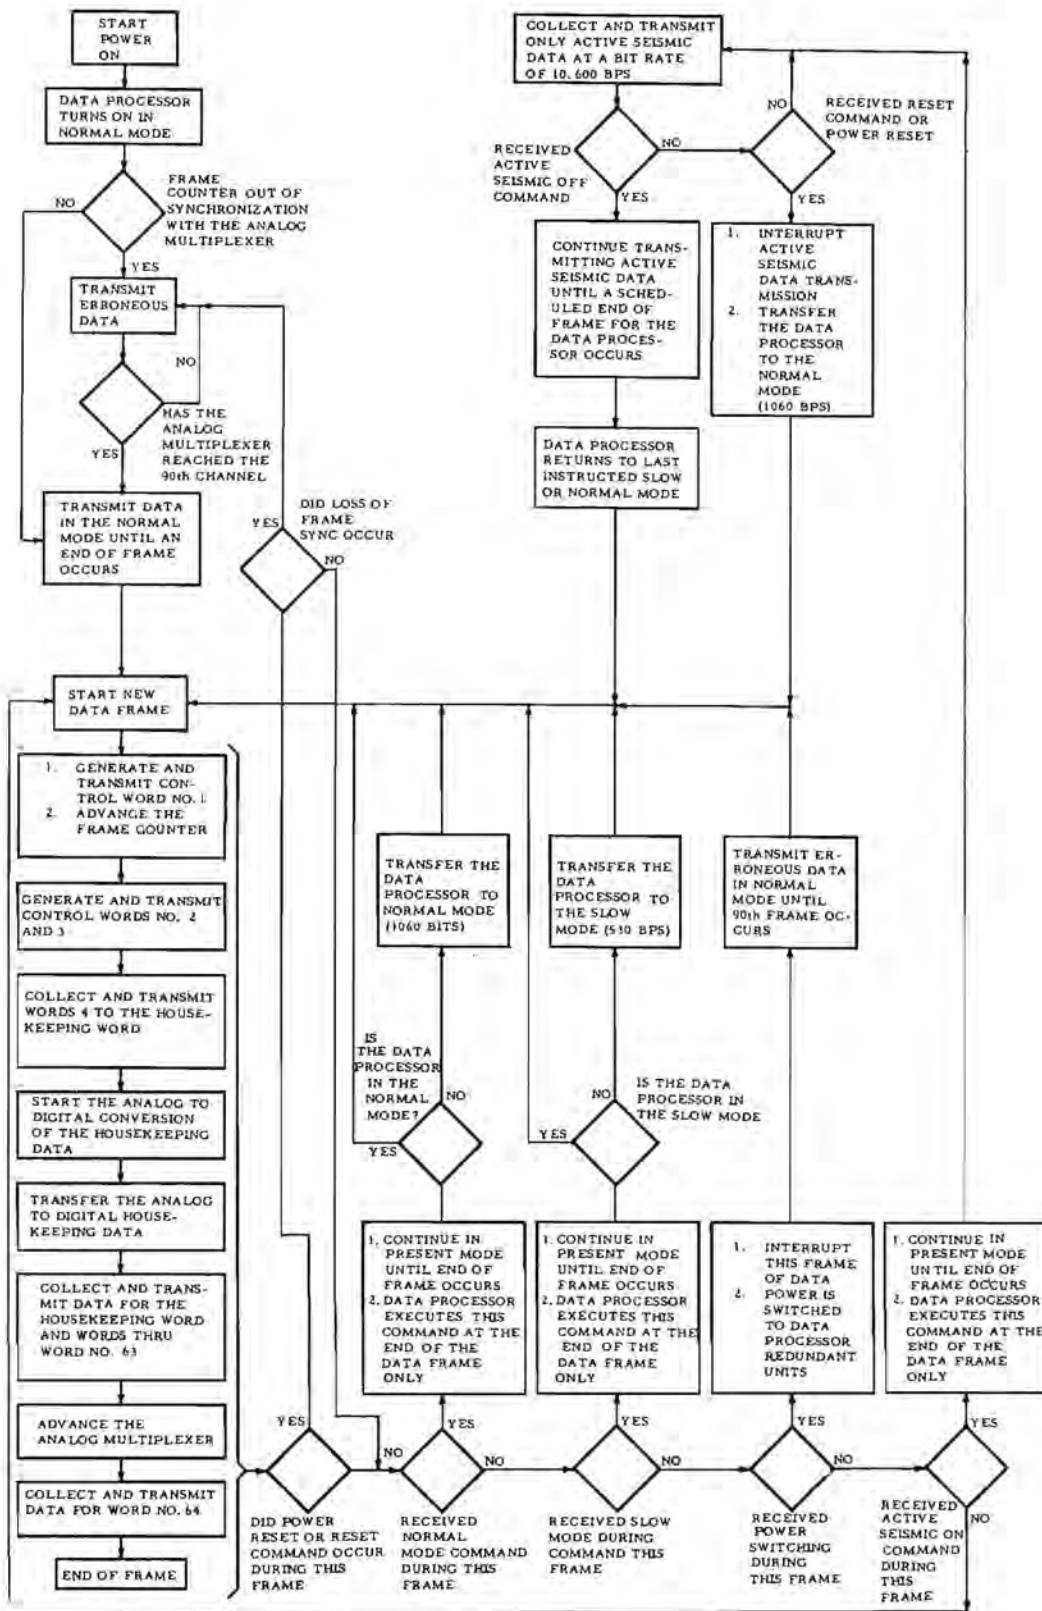 START
POWER
ON
DATA PROCESSOR
TURNS ON IN
NORMAL MODE
FRAME
COUNTER OUT OF
SYNCHRONIZATION
WITH THE ANALOG
MULTIPLEXER
NO
YES
TRANSMIT
ERRONEOUS
DATA
NO
HAS THE
ANALOG
MULTIPLEXER
REACHED THE
90th CHANNEL
YES
TRANSMIT DATA
IN THE NORMAL
MODE UNTIL AN
END OF FRAME
OCCURS
DID LOSS OF
FRAME
SYNC OCCUR
YES
NO
COLLECT AND TRANSMIT
ONLY ACTIVE SEISMIC
DATA AT A BIT RATE
OF 10,600 BPS
RECEIVED
ACTIVE
SEISMIC OFF
COMMAND
NO
YES
NO
RECEIVED RESET
COMMAND OR
POWER RESET
YES
CONTINUE TRANS-
MITTING ACTIVE
SEISMIC DATA
UNTIL A SCHED-
ULED END OF
FRAME FOR THE
DATA PROCES-
SOR OCCURS
1. INTERRUPT
ACTIVE
SEISMIC
DATA TRANS-
MISSION
2. TRANSFER
THE DATA
PROCESSOR
TO THE
NORMAL
MODE
(1060 BPS)
DATA PROCESSOR
RETURNS TO LAST
INSTRUCTED SLOW
OR NORMAL MODE
START NEW
DATA FRAME
1. GENERATE AND
TRANSMIT CON-
TROL WORD NO. 1
2. ADVANCE THE
FRAME COUNTER
GENERATE AND TRANSMIT
CONTROL WORDS NO. 2
AND 3
COLLECT AND TRANSMIT
WORDS 4 TO THE HOUSE-
KEEPING WORD
START THE ANALOG TO
DIGITAL CONVERSION
OF THE HOUSEKEEPING
DATA
TRANSFER THE ANALOG
TO DIGITAL HOUSE-
KEEPING DATA
COLLECT AND TRANS-
MIT DATA FOR THE
HOUSEKEEPING WORD
AND WORDS THRU
WORD NO. 63
ADVANCE THE
ANALOG MULTIPLEXER
COLLECT AND TRANSMIT
DATA FOR WORD NO. 64
END OF FRAME
TRANSFER THE
DATA
PROCESSOR TO
NORMAL MODE
(1060 BITS)
TRANSFER THE
DATA
PROCESSOR TO
THE SLOW
MODE (530 BPS)
TRANSMIT ER-
RONEOUS DATA
IN NORMAL
MODE UNTIL
90th FRAME OC-
CURS
IS
THE DATA
PROCESSOR
IN THE
NORMAL
MODE?
NO
YES
IS THE DATA
PROCESSOR IN
THE SLOW MODE
NO
YES
1. CONTINUE IN
PRESENT MODE
UNTIL END OF
FRAME OCCURS
2. DATA PROCESSOR
EXECUTES THIS
COMMAND AT THE
END OF THE
DATA FRAME
ONLY
1. CONTINUE IN
PRESENT MODE
UNTIL END OF
FRAME OCCURS
2. DATA PROCESSOR
EXECUTES THIS
COMMAND AT THE
END OF THE
DATA FRAME
ONLY
1. INTERRUPT
THIS FRAME
OF DATA
2. POWER IS
SWITCHED
TO DATA
PROCESSOR
REDUNDANT
UNITS
1. CONTINUE IN
PRESENT MODE
UNTIL END OF
FRAME OCCURS
2. DATA PROCESSOR
EXECUTES THIS
COMMAND AT THE
END OF THE
DATA FRAME
ONLY
YES
NO
YES
NO
YES
NO
YES
NO
YES
NO
DID POWER
RESET OR RESET
COMMAND OCCUR
DURING THIS
FRAME
RECEIVED
NORMAL
MODE COMMAND
DURING THIS
FRAME
RECEIVED SLOW
MODE DURING
COMMAND THIS
FRAME
RECEIVED
POWER
SWITCHING
DURING
THIS FRAME
RECEIVED
ACTIVE
SEISMIC ON
COMMAND
DURING
THIS
FRAME